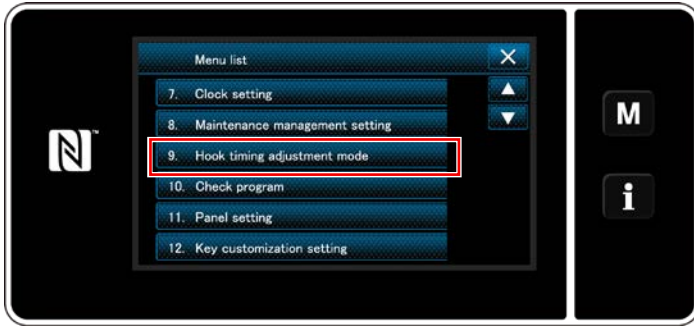 Menu list
7. Clock setting
8. Maintenance management setting
9. Hook timing adjustment mode
10. Check program
11. Panel setting
12. Key customization setting
N
M
i